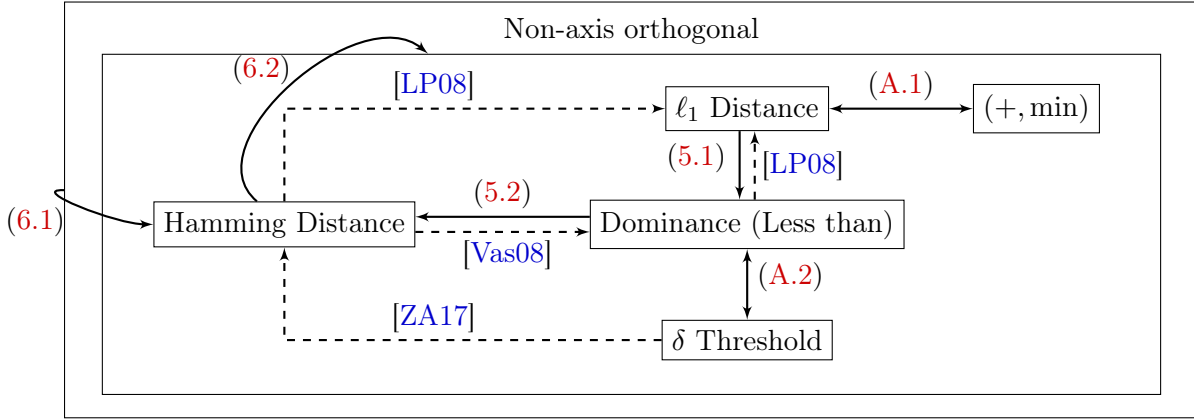 Non-axis orthogonal
(6.2)
[LP08]
(A.1)
ℓ₁ Distance
(+, min)
(5.1)
[LP08]
(6.1)
Hamming Distance
(5.2)
Dominance (Less than)
[Vas08]
(A.2)
[ZA17]
δ Threshold